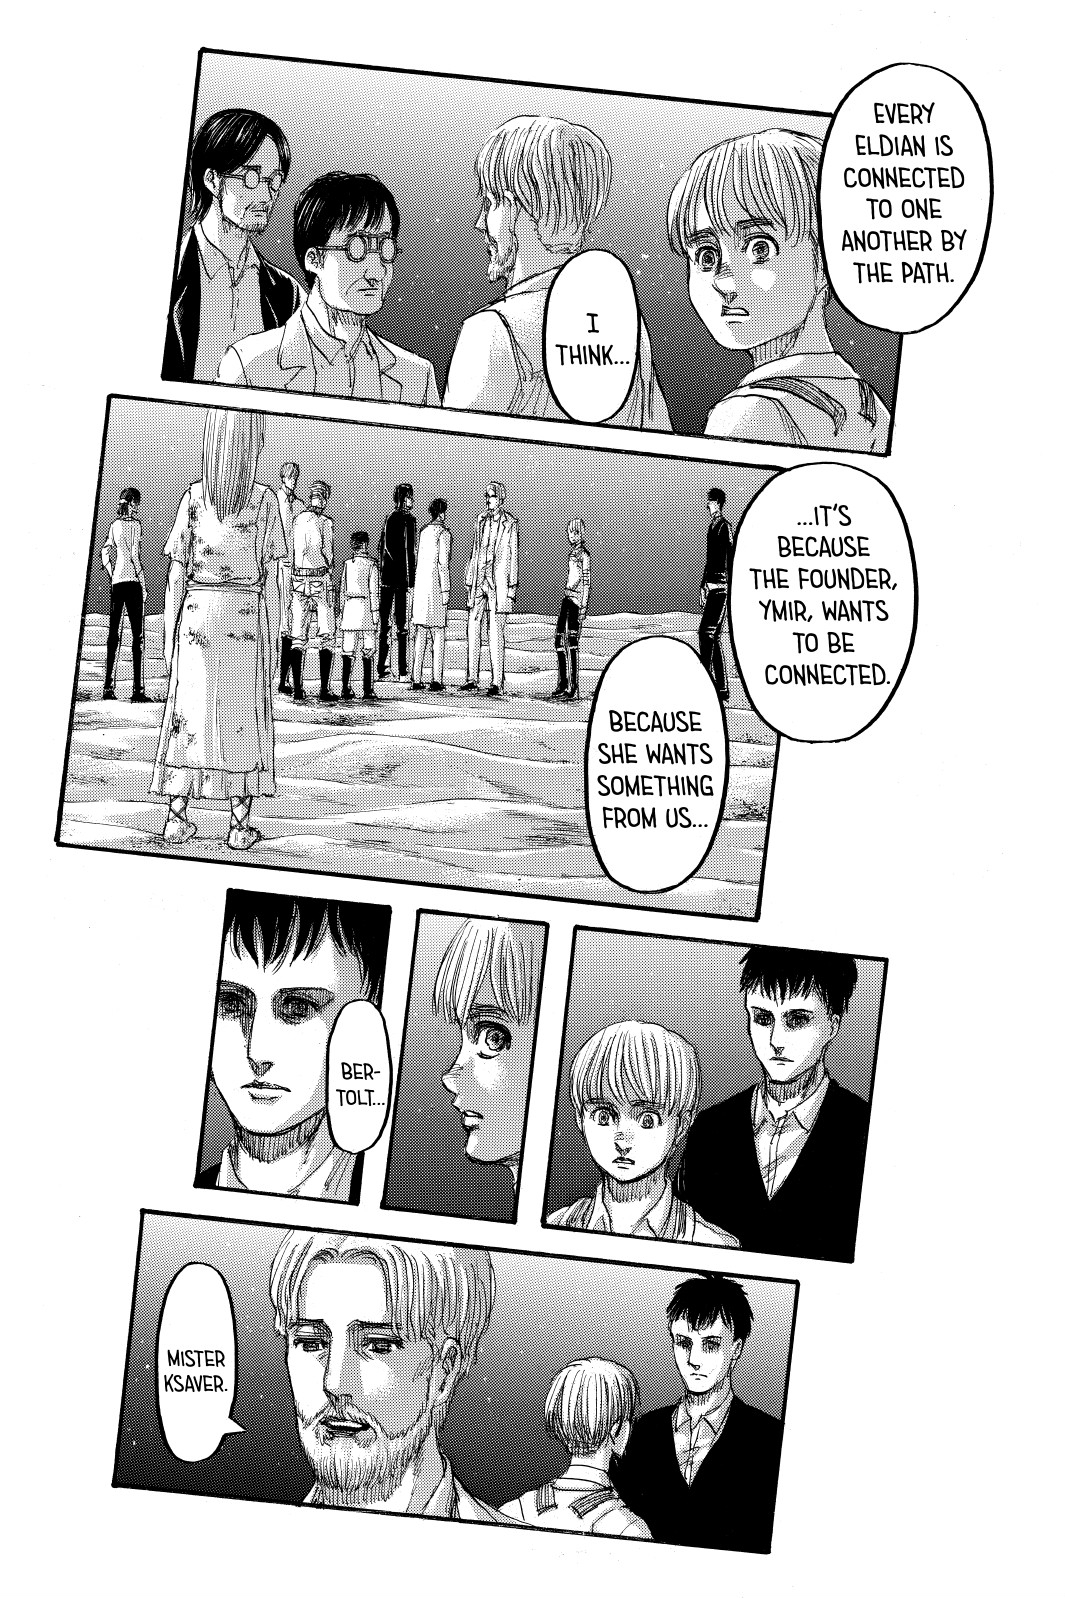 EVERY
ELDIAN IS
CONNECTED
TO ONE
ANOTHER BY
THE PATH.
I
THINK...
...IT'S
BECAUSE
THE FOUNDER,
YMIR, WANTS
TO BE
CONNECTED.
BECAUSE
SHE WANTS
SOMETHING
FROM US...
BER-
TOLT...
MISTER
KSAVER.